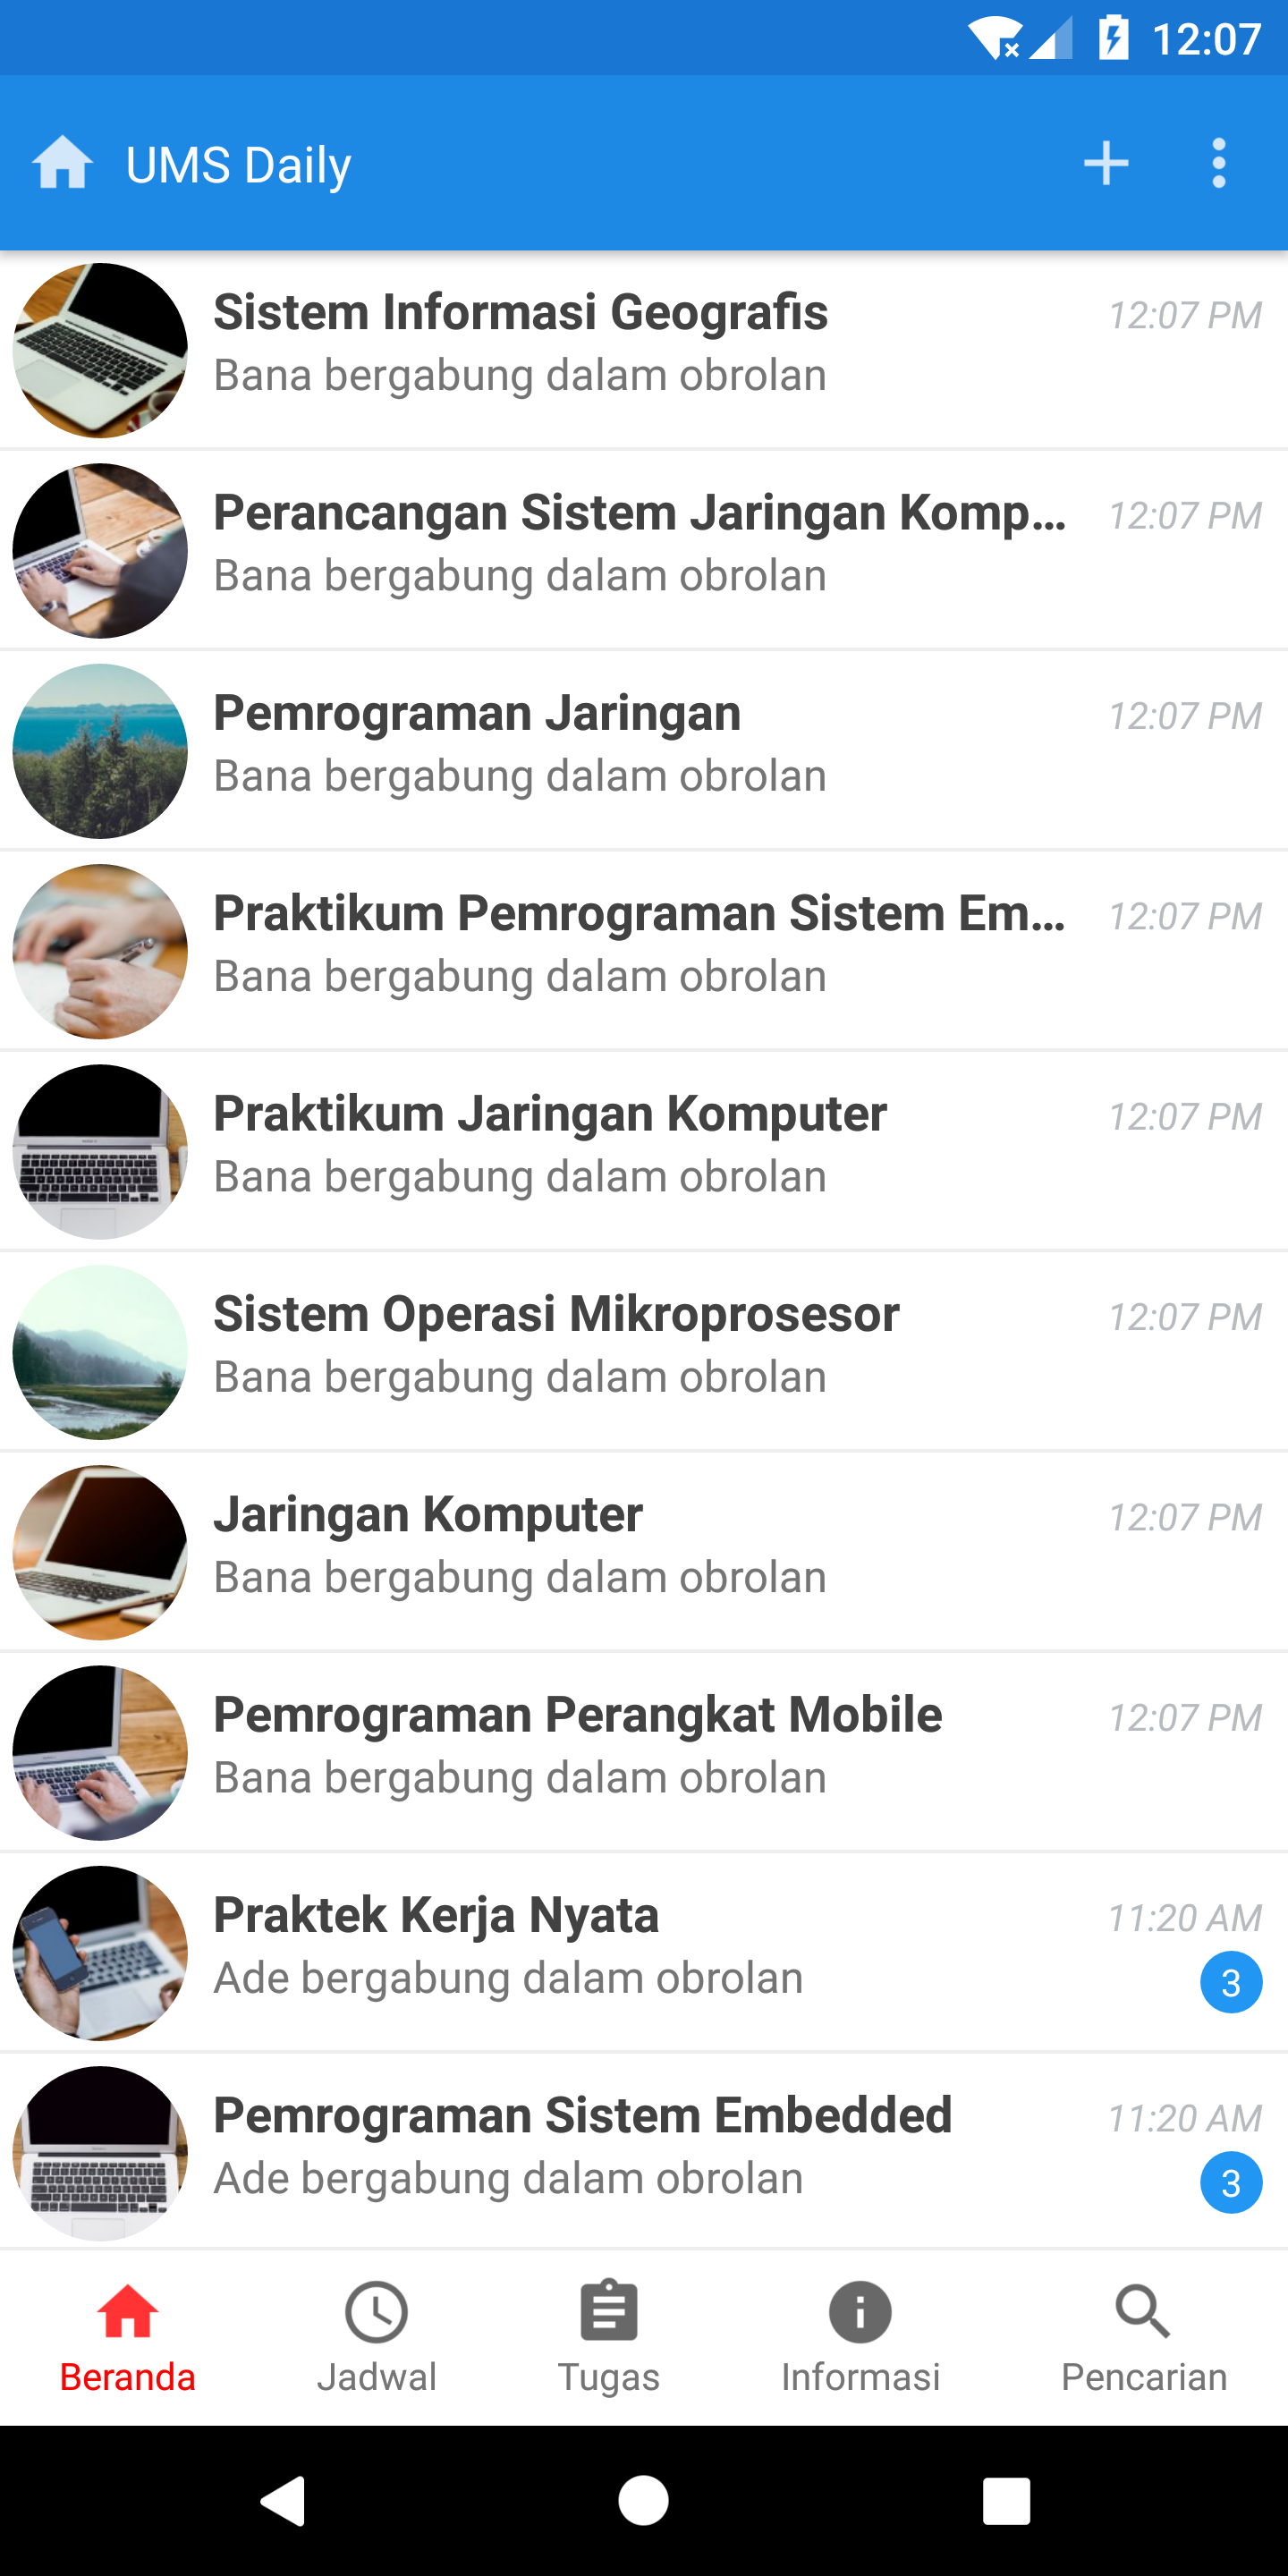 12:07
UMS Daily
Sistem Informasi Geografis
12:07 PM
Bana bergabung dalam obrolan
Perancangan Sistem Jaringan Komp...
12:07 PM
Bana bergabung dalam obrolan
Pemrograman Jaringan
12:07 PM
Bana bergabung dalam obrolan
Praktikum Pemrograman Sistem Em...
12:07 PM
Bana bergabung dalam obrolan
Praktikum Jaringan Komputer
12:07 PM
Bana bergabung dalam obrolan
Sistem Operasi Mikroprosesor
12:07 PM
Bana bergabung dalam obrolan
Jaringan Komputer
12:07 PM
Bana bergabung dalam obrolan
Pemrograman Perangkat Mobile
12:07 PM
Bana bergabung dalam obrolan
Praktek Kerja Nyata
11:20 AM
Ade bergabung dalam obrolan
3
Pemrograman Sistem Embedded
11:20 AM
Ade bergabung dalam obrolan
3
Beranda
Jadwal
Tugas
Informasi
Pencarian